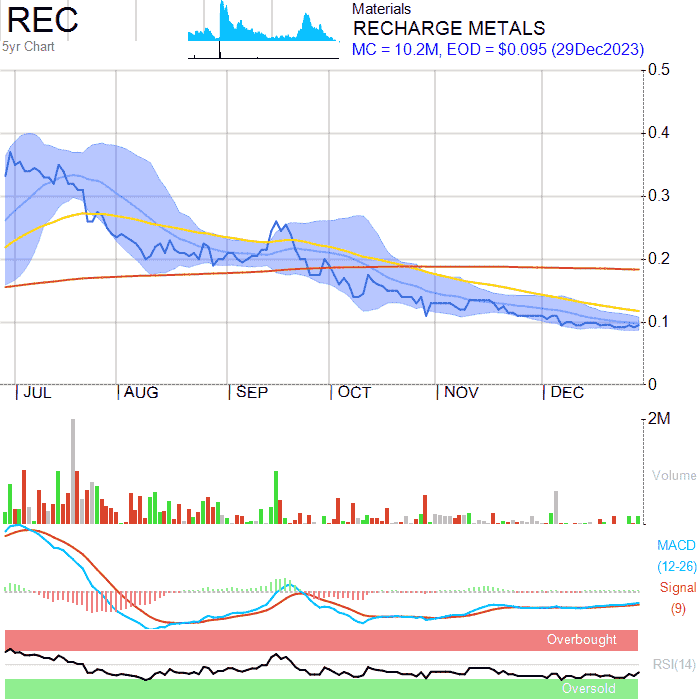 REC
5yr Chart
Materials
RECHARGE METALS
MC = 10.2M, EOD = $0.095 (29Dec2023)
0.5
0.4
0.3
0.2
0.1
0
JUL AUG SEP OCT NOV DEC
2M
Volume
MACD
(12-26)
Signal
(9)
Overbought
RSI(14)
Oversold